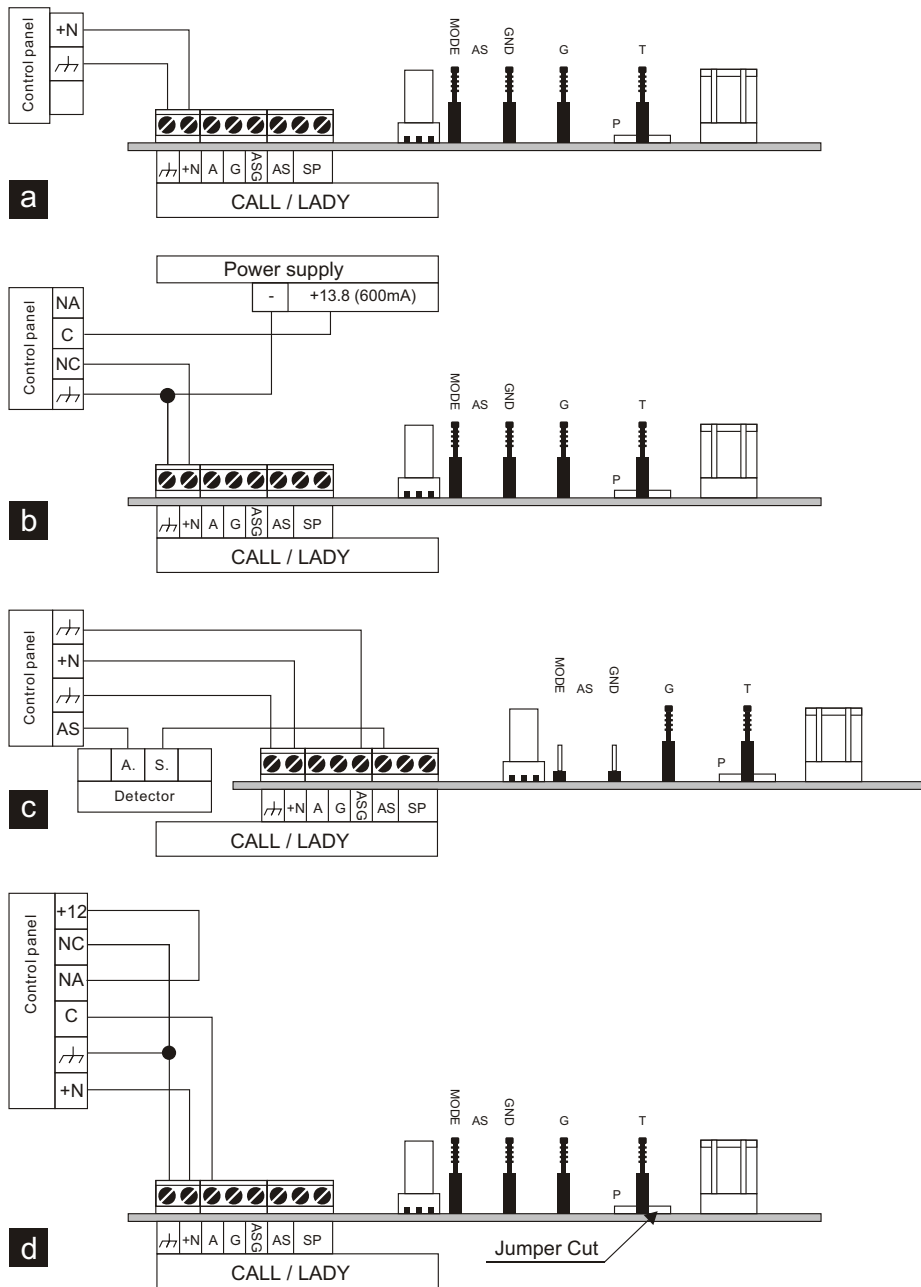 Control panel
+N
MODE AS GND G T
P
+N A G ASG AS SP
CALL / LADY
a
Power supply
- +13.8 (600mA)
Control panel
NA
C
NC
MODE AS GND G T
P
+N A G ASG AS SP
CALL / LADY
b
Control panel
+N
AS
A. S.
Detector
MODE AS GND G T
P
+N A G ASG AS SP
CALL / LADY
c
Control panel
+12
NC
NA
C
+N
MODE AS GND G T
P
Jumper Cut
+N A G ASG AS SP
CALL / LADY
d